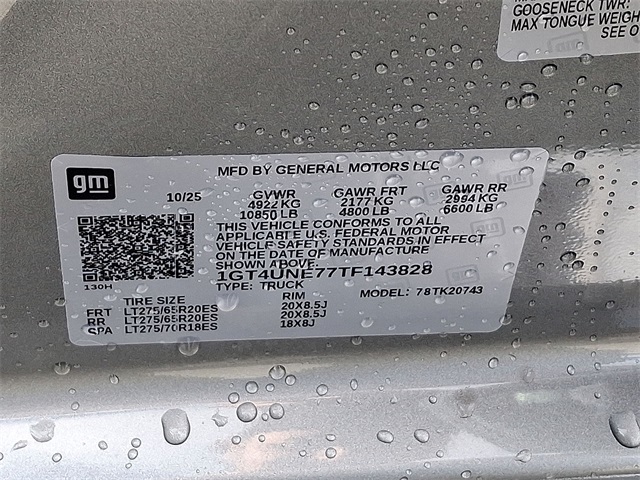 GOOSENECK TWR:
MAX TONGUE WEIGH
SEE O
gm
MFD BY GENERAL MOTORS LLC
10/25 GVWR GAWR FRT GAWR RR
4922 KG 2177 KG 2994 KG
10850 LB 4800 LB 6600 LB
THIS VEHICLE CONFORMS TO ALL
APPLICABLE U.S. FEDERAL MOTOR
VEHICLE SAFETY STANDARDS IN EFFECT
ON THE DATE OF MANUFACTURE
SHOWN ABOVE.
1GT4UNE77TF143828
130H TYPE: TRUCK MODEL: 78TK20743
TIRE SIZE RIM
FRT LT275/65R20ES 20X8.5J
RR LT275/65R20ES 20X8.5J
SPA LT275/70R18ES 18X8J